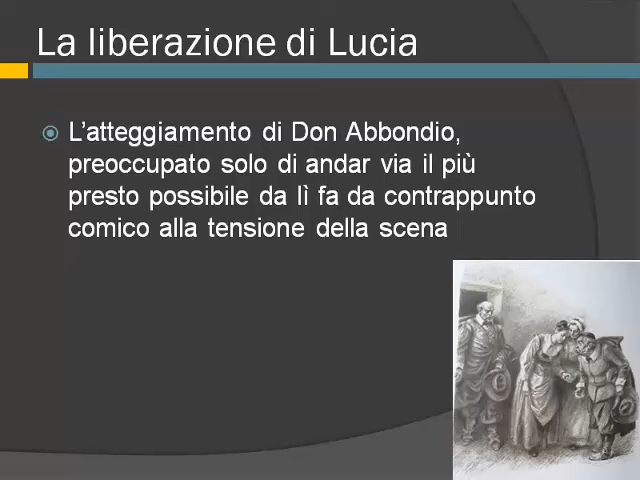 La liberazione di Lucia
L’atteggiamento di Don Abbondio,
preoccupato solo di andar via il più
presto possibile da lì fa da contrappunto
comico alla tensione della scena